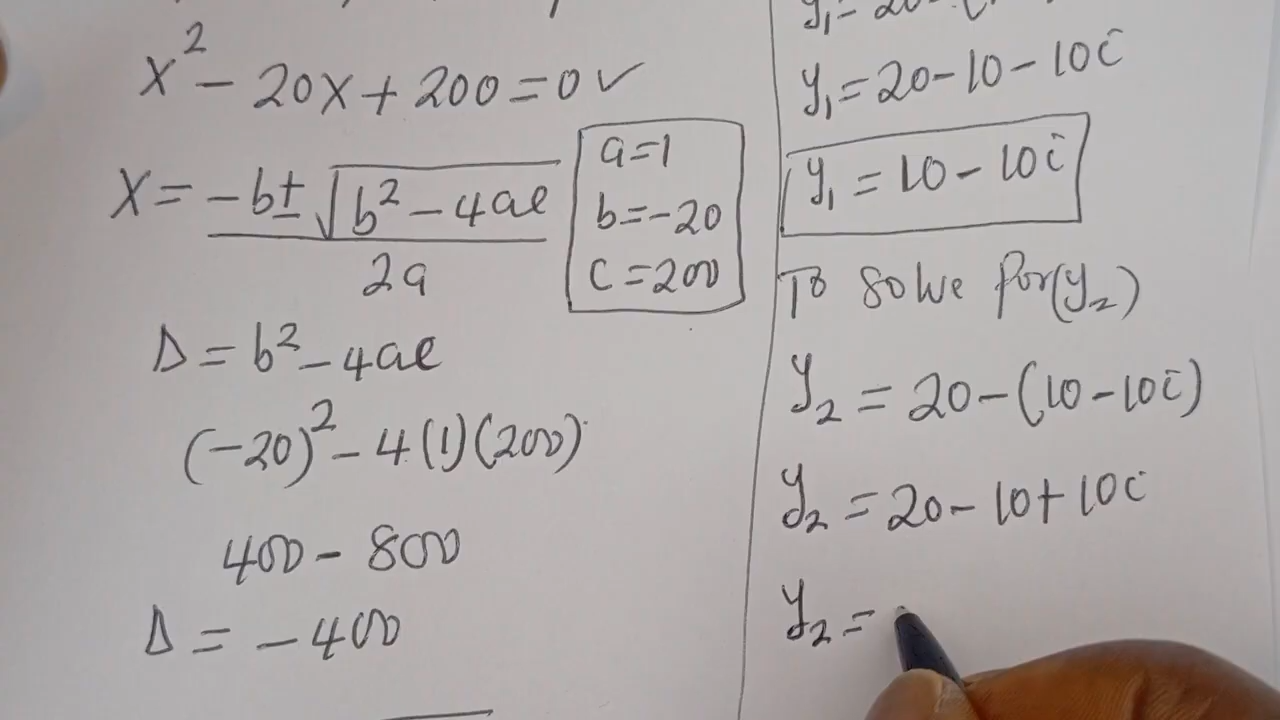 x² - 20x + 200 = 0 ✓
x = -b ± √b² - 4ac / 2a
a = 1
b = -20
c = 200
Δ = b² - 4ac
(-20)² - 4(1)(200)
400 - 800
Δ = -400
y₁ = 20 - 10 - 10i
y₁ = 10 - 10i
To solve for (y₂)
y₂ = 20 - (10 - 10i)
y₂ = 20 - 10 + 10i
y₂ =